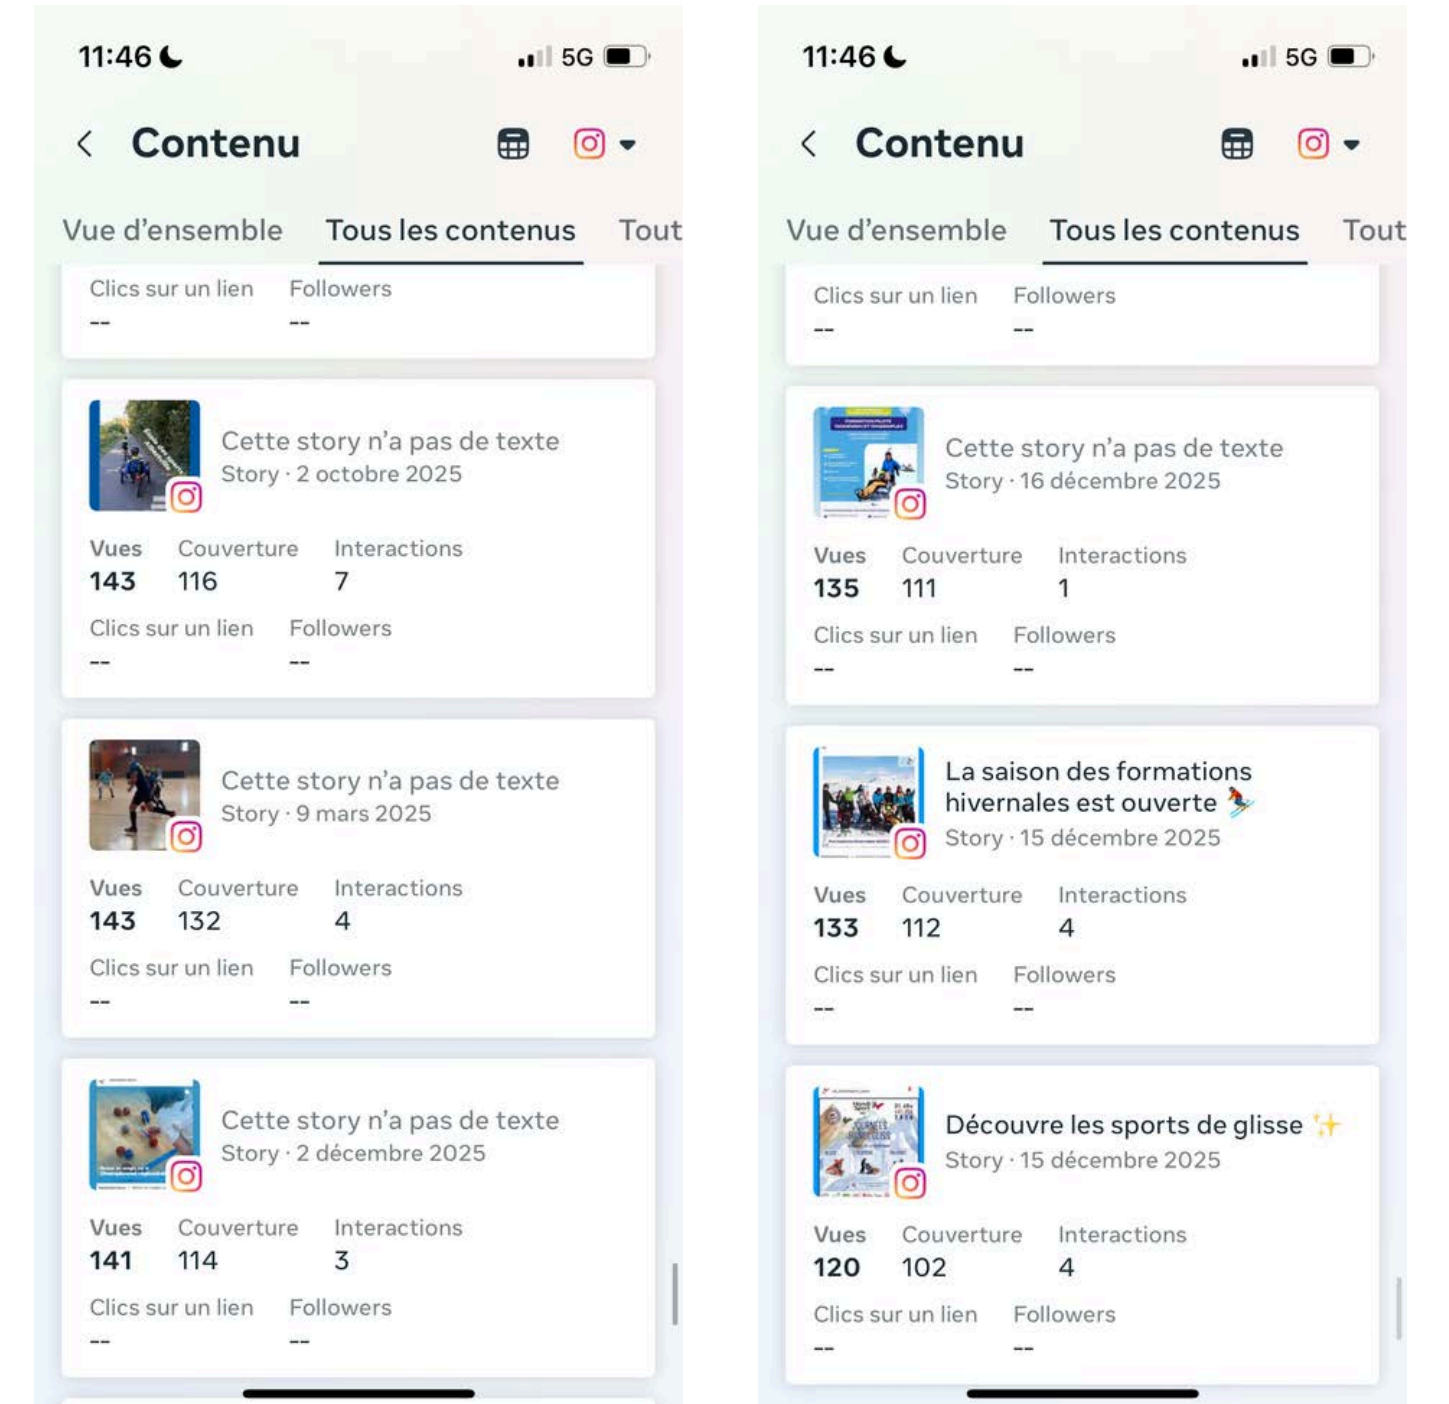 11:46
5G
Contenu
Vue d’ensemble Tous les contenus Tout
Clics sur un lien Followers
-- --
Cette story n’a pas de texte
Story · 2 octobre 2025
Vues Couverture Interactions
143 116 7
Clics sur un lien Followers
-- --
Cette story n’a pas de texte
Story · 9 mars 2025
Vues Couverture Interactions
143 132 4
Clics sur un lien Followers
-- --
Cette story n’a pas de texte
Story · 2 décembre 2025
Vues Couverture Interactions
141 114 3
Clics sur un lien Followers
-- --
11:46
5G
Contenu
Vue d’ensemble Tous les contenus Tout
Clics sur un lien Followers
-- --
Cette story n’a pas de texte
Story · 16 décembre 2025
Vues Couverture Interactions
135 111 1
Clics sur un lien Followers
-- --
La saison des formations
hivernales est ouverte ⛷️
Story · 15 décembre 2025
Vues Couverture Interactions
133 112 4
Clics sur un lien Followers
-- --
JOURNÉES
Découvre les sports de glisse ✨
Story · 15 décembre 2025
Vues Couverture Interactions
120 102 4
Clics sur un lien Followers
-- --